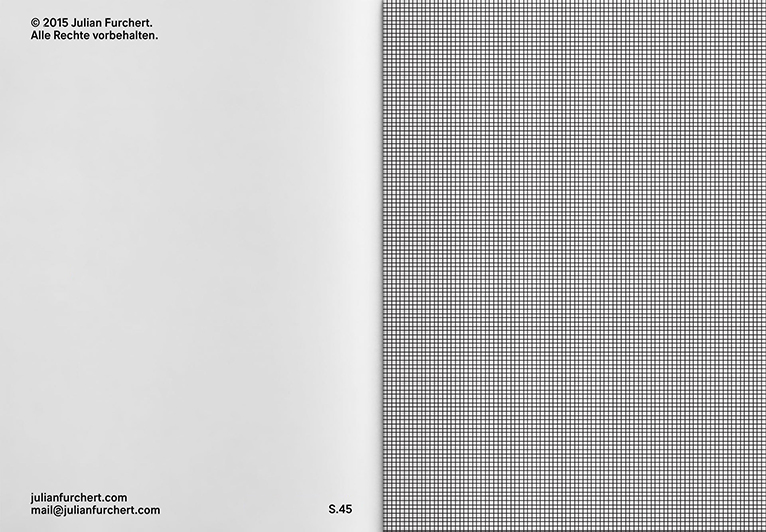 © 2015 Julian Furchert.
Alle Rechte vorbehalten.
julianfurchert.com
mail@julianfurchert.com
S.45